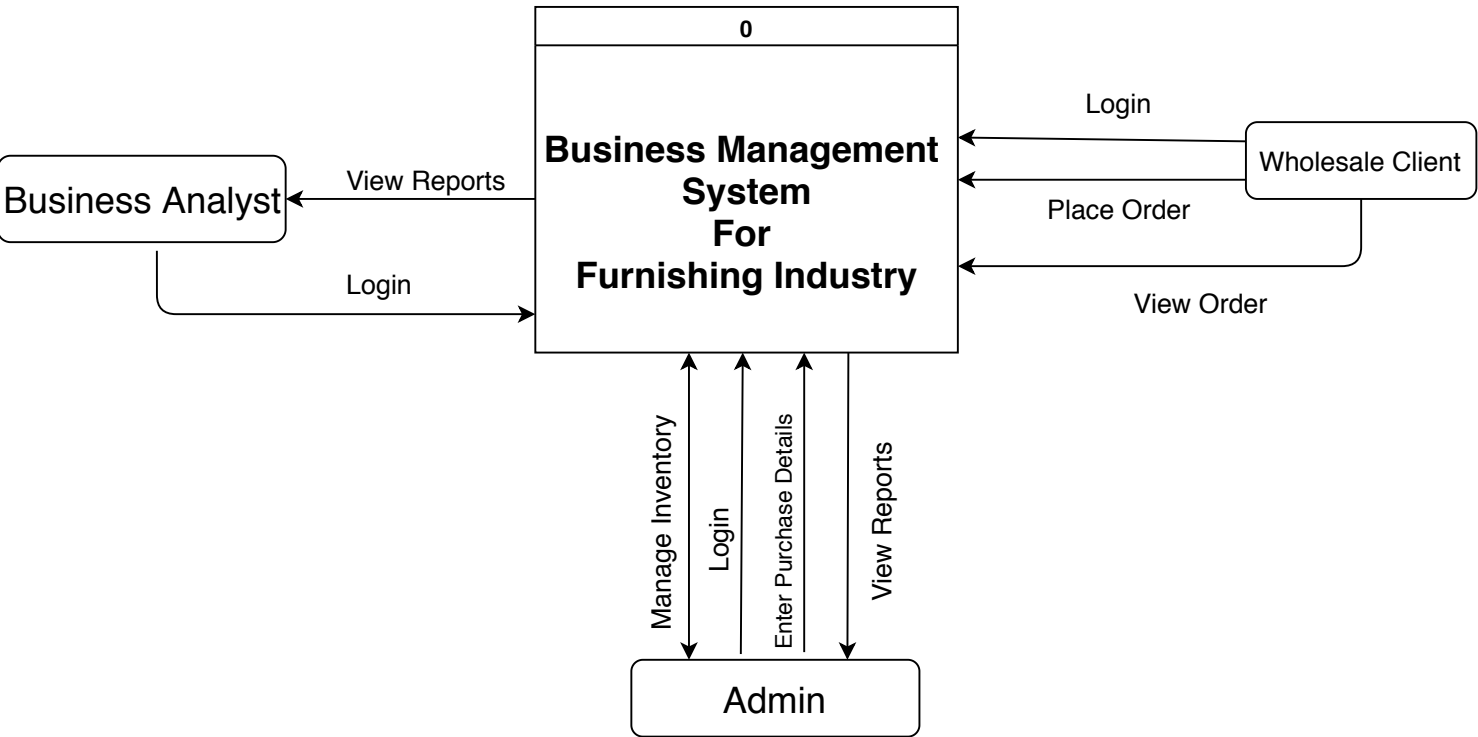 0
Business Management
System
For
Furnishing Industry
Login
Wholesale Client
Place Order
View Order
Business Analyst
View Reports
Login
Manage Inventory
Login
Enter Purchase Details
View Reports
Admin